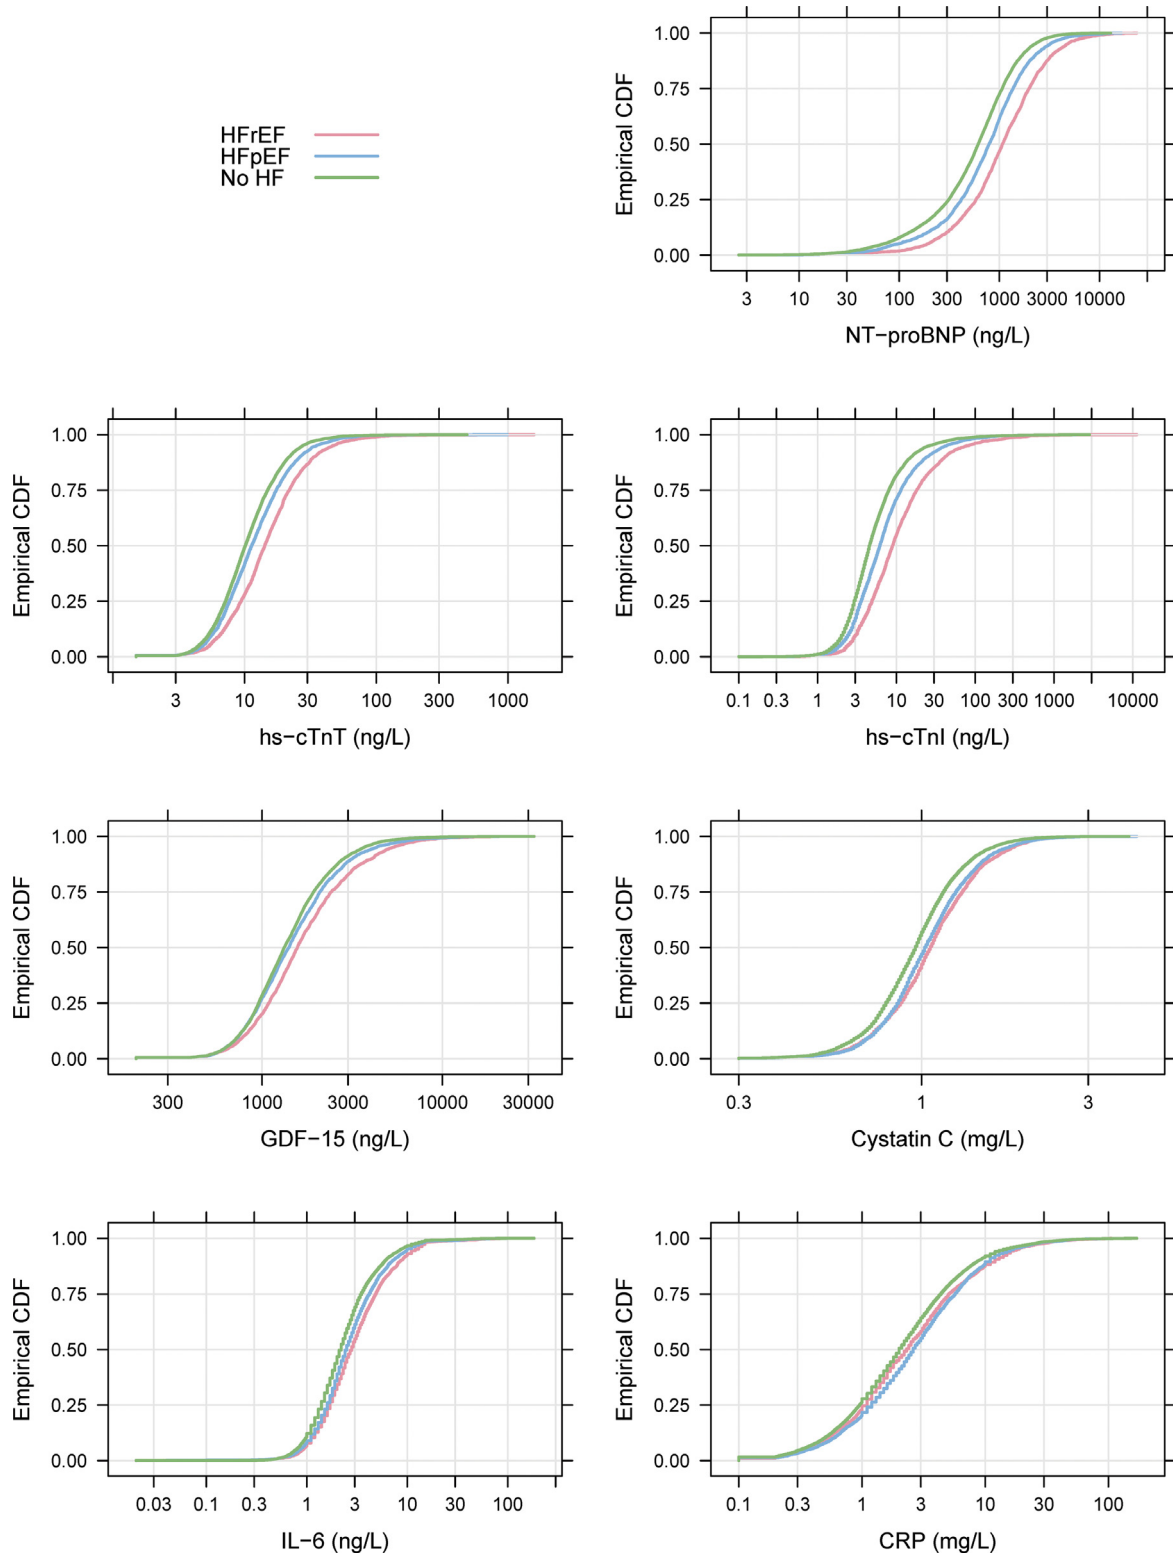 HFrEF
HFpEF
No HF
Empirical CDF
1.00
0.75
0.50
0.25
0.00
3 10 30 100 300 1000 3000 10000
NT−proBNP (ng/L)
Empirical CDF
1.00
0.75
0.50
0.25
0.00
3 10 30 100 300 1000
hs−cTnT (ng/L)
Empirical CDF
1.00
0.75
0.50
0.25
0.00
0.1 0.3 1 3 10 30 100 300 1000 10000
hs−cTnI (ng/L)
Empirical CDF
1.00
0.75
0.50
0.25
0.00
300 1000 3000 10000 30000
GDF−15 (ng/L)
Empirical CDF
1.00
0.75
0.50
0.25
0.00
0.3 1 3
Cystatin C (mg/L)
Empirical CDF
1.00
0.75
0.50
0.25
0.00
0.03 0.1 0.3 1 3 10 30 100
IL−6 (ng/L)
Empirical CDF
1.00
0.75
0.50
0.25
0.00
0.1 0.3 1 3 10 30 100
CRP (mg/L)